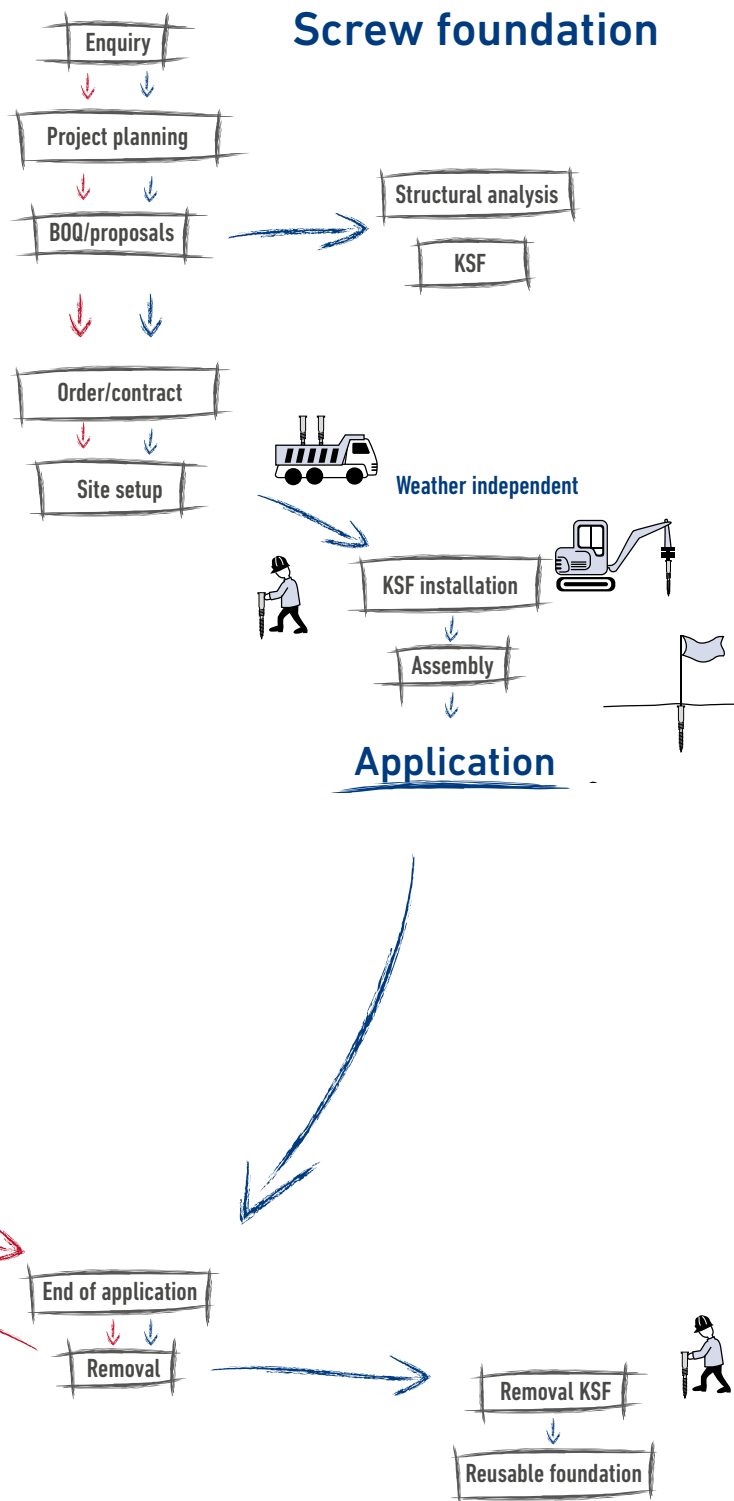 Screw foundation
Enquiry
Project planning
BOQ/proposals
Structural analysis
KSF
Order/contract
Site setup
Weather independent
KSF installation
Assembly
Application
End of application
Removal
Removal KSF
Reusable foundation